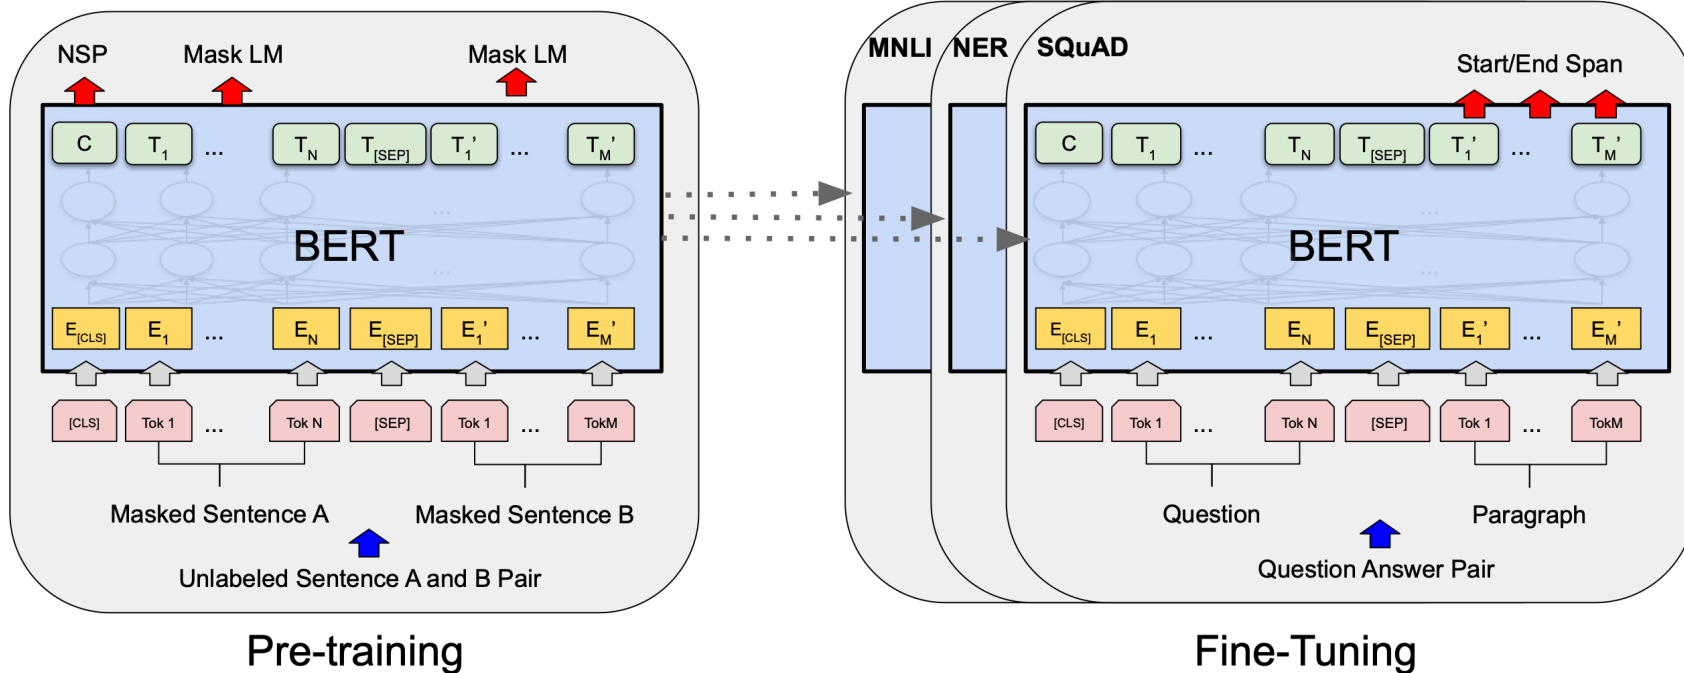 NSP Mask LM Mask LM
C T1 ... TN T[SEP] T1’ ... TM’
...
BERT
...
E[CLS] E1 ... EN E[SEP] E1’ ... EM’
[CLS] Tok 1 ... Tok N [SEP] Tok 1 ... TokM
Masked Sentence A Masked Sentence B
Unlabeled Sentence A and B Pair
Pre-training
MNLI NER SQuAD
Start/End Span
C T1 ... TN T[SEP] T1’ ... TM’
...
BERT
...
E[CLS] E1 ... EN E[SEP] E1’ ... EM’
[CLS] Tok 1 ... Tok N [SEP] Tok 1 ... TokM
Question Paragraph
Question Answer Pair
Fine-Tuning